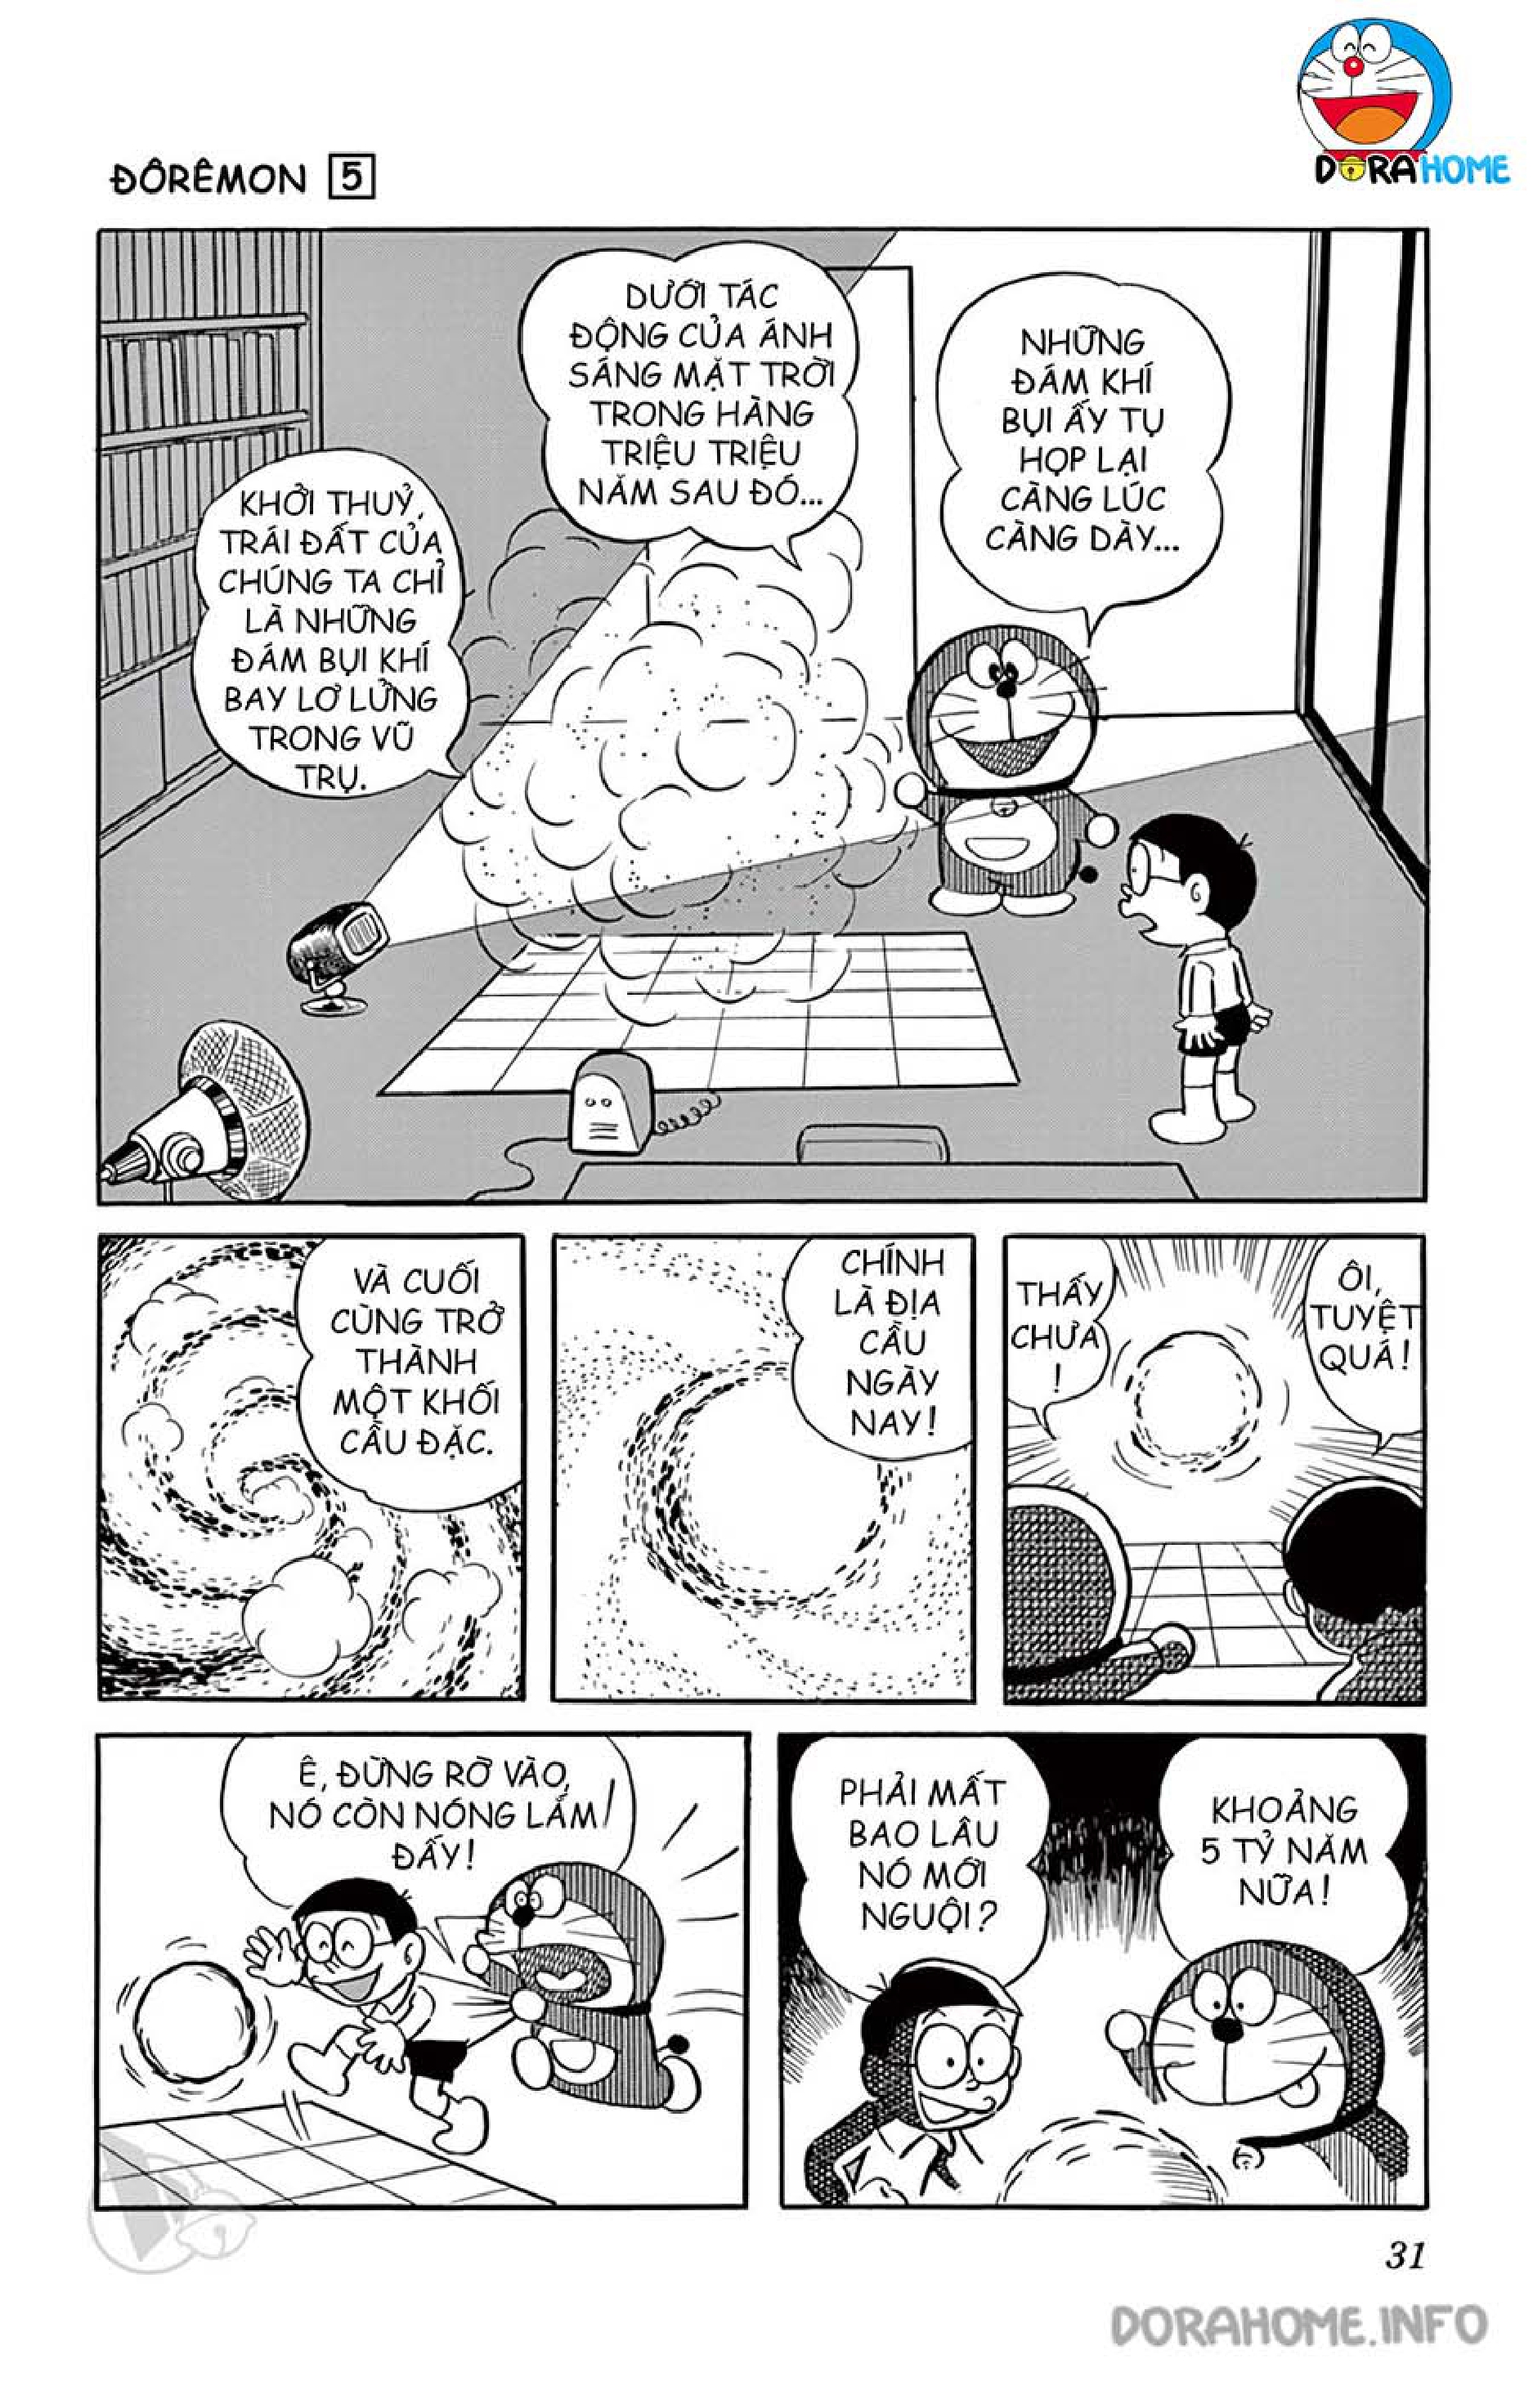 DORAHOME
ĐÔRÊMON 5
KHỞI THUỶ,
TRÁI ĐẤT CỦA
CHÚNG TA CHỈ
LÀ NHỮNG
ĐÁM BỤI KHÍ
BAY LƠ LỬNG
TRONG VŨ
TRỤ.
DƯỚI TÁC
ĐỘNG CỦA ÁNH
SÁNG MẶT TRỜI
TRONG HÀNG
TRIỆU TRIỆU
NĂM SAU ĐÓ...
NHỮNG
ĐÁM KHÍ
BỤI ẤY TỤ
HỌP LẠI
CÀNG LÚC
CÀNG DÀY...
VÀ CUỐI
CÙNG TRỞ
THÀNH
MỘT KHỐI
CẦU ĐẶC.
CHÍNH
LÀ ĐỊA
CẦU
NGÀY
NAY!
THẤY
CHƯA
!
ÔI,
TUYỆT
QUÁ!
Ê, ĐỪNG RỜ VÀO,
NÓ CÒN NÓNG LẮM
ĐẤY!
PHẢI MẤT
BAO LÂU
NÓ MỚI
NGUỘI?
KHOẢNG
5 TỶ NĂM
NỮA!
31
DORAHOME.INFO